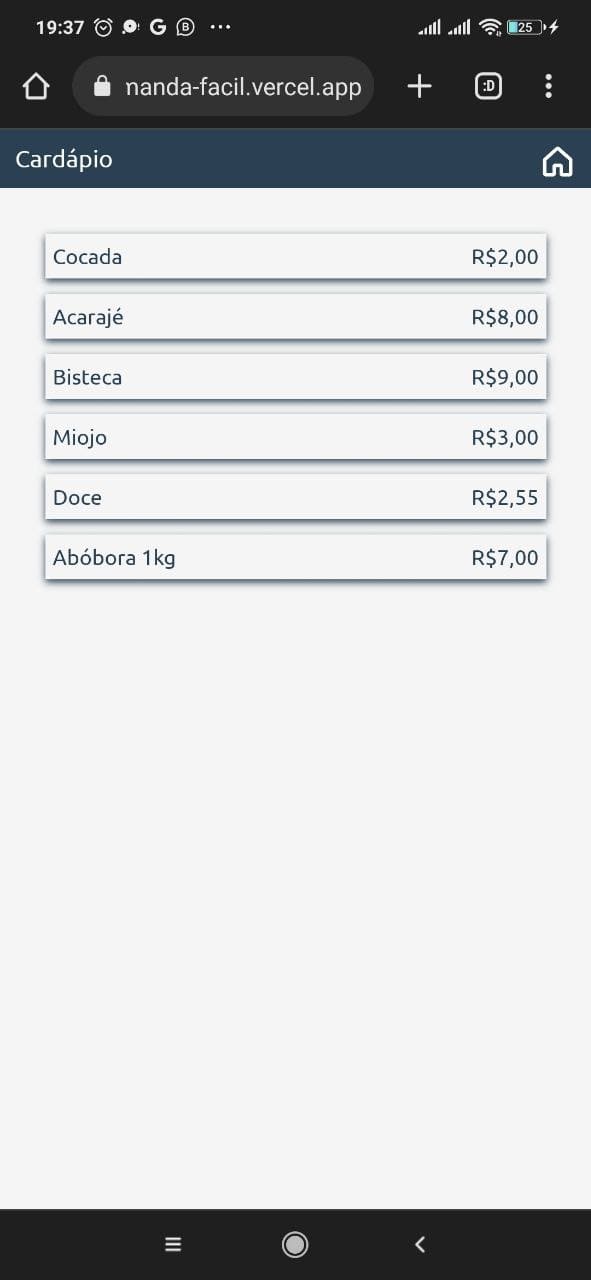 19:37 G B ... 25
nanda-facil.vercel.app :D
Cardápio
Cocada R$2,00
Acarajé R$8,00
Bisteca R$9,00
Miojo R$3,00
Doce R$2,55
Abóbora 1kg R$7,00